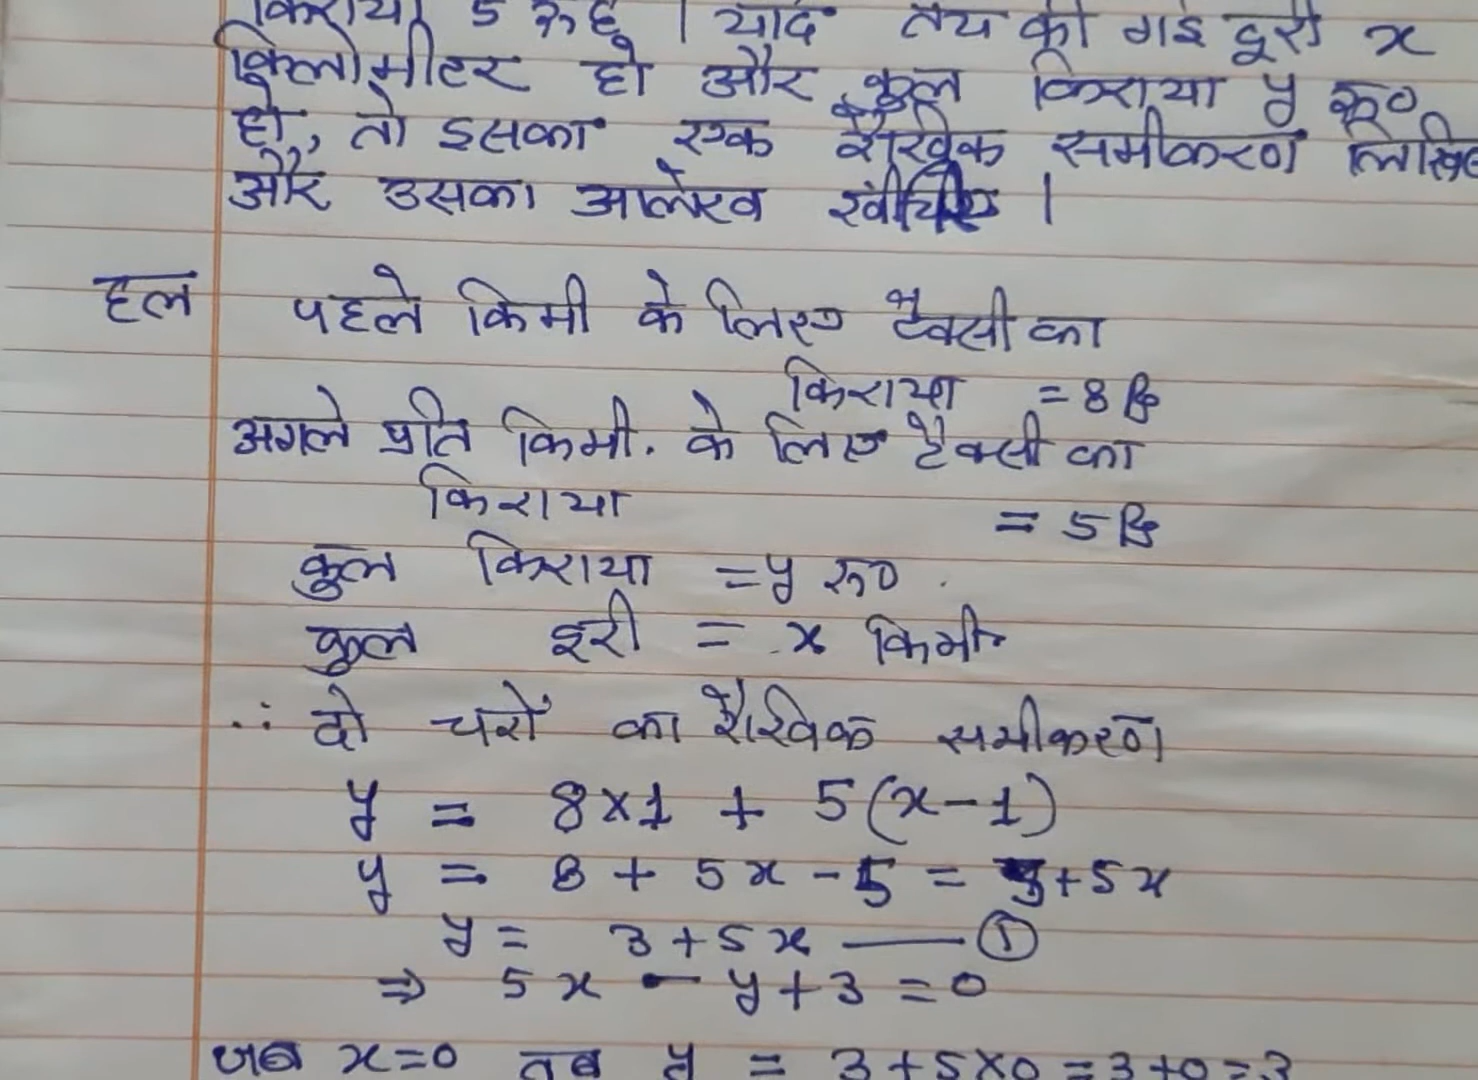 किराया 5 रु है । यदि तय की गई दूरी x
किलोमीटर हो और कुल किराया y रू०
हो, तो इसका एक रैखिक समीकरण लिखिए
और उसका आलेख खींचिए ।
हल पहले किमी के लिए टैक्सी का
किराया = 8 ₨
अगले प्रति किमी. के लिए टैक्सी का
किराया = 5 ₨
कुल किराया = y रू०
कुल दूरी = x किमी
∴ दो चरों का रैखिक समीकरण
y = 8×1 + 5(x-1)
y = 8 + 5x - 5 = 3+5x
y = 3+5x — ①
⇒ 5x - y+3 = 0
जब x=0 तब y = 3+5×0=3+0=3